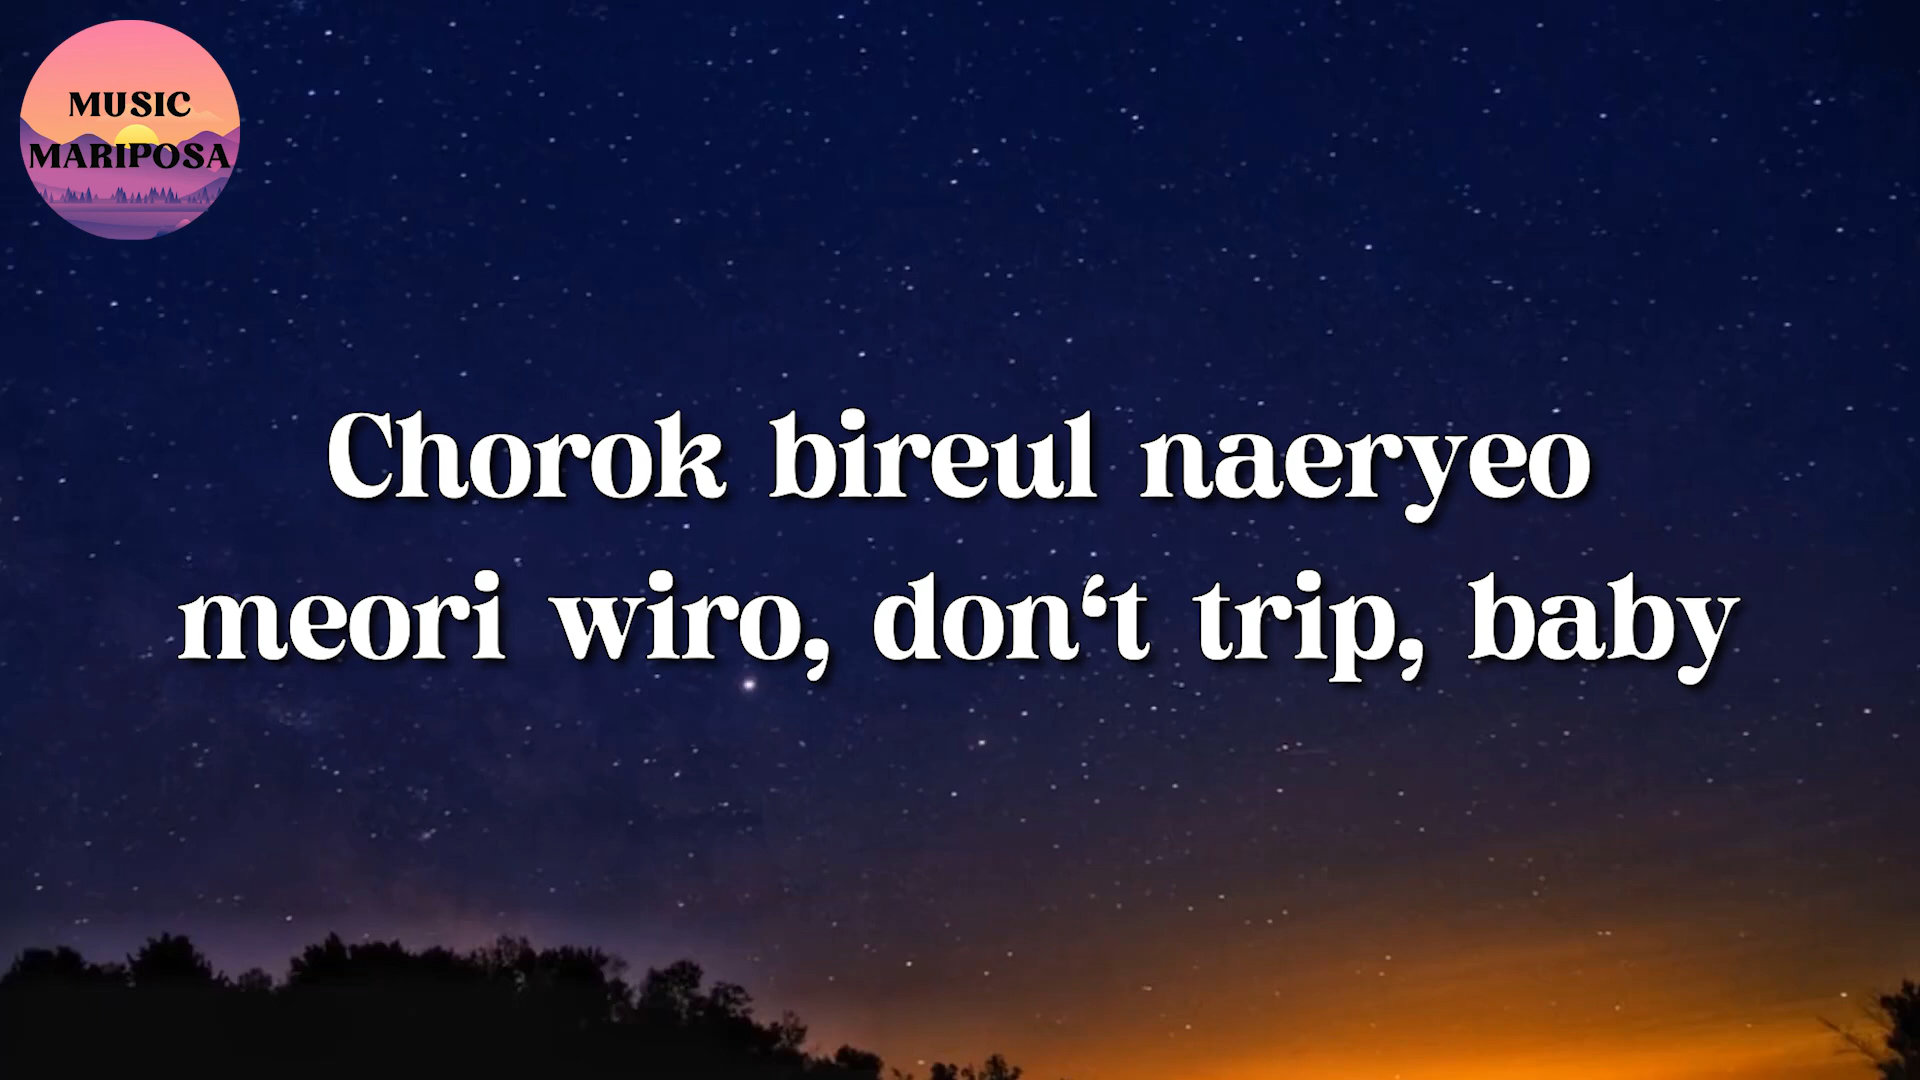 MUSIC
MARIPOSA
Chorok bireul naeryeo
meori wiro, don‘t trip, baby